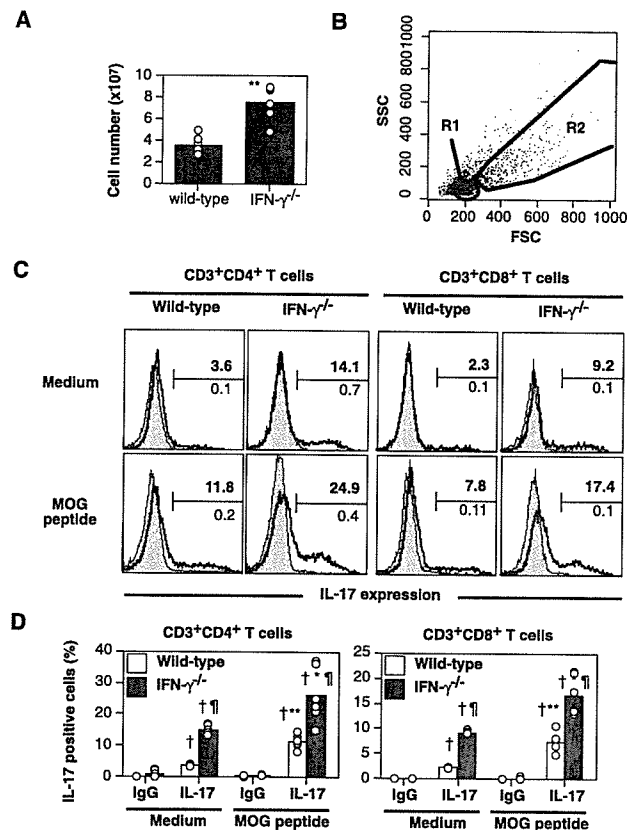 A
Cell number (x10⁷)
10
8
6
4
2
0
**
wild-type IFN-γ-/-
B
SSC
8001000
600
400
200
0
R1
R2
0 200 400 600 800 1000
FSC
C
CD3+CD4+ T cells CD3+CD8+ T cells
Wild-type IFN-γ-/- Wild-type IFN-γ-/-
Medium
3.6 14.1 2.3 9.2
0.1 0.7 0.1 0.1
MOG peptide
11.8 24.9 7.8 17.4
0.2 0.4 0.11 0.1
IL-17 expression
D
CD3+CD4+ T cells
IL-17 positive cells (%)
40
30
20
10
0
Wild-type
IFN-γ-/-
† †¶ †** †*¶
IgG IL-17 IgG IL-17
Medium MOG peptide
CD3+CD8+ T cells
25
20
15
10
5
0
Wild-type
IFN-γ-/-
† †¶ †** †¶
IgG IL-17 IgG IL-17
Medium MOG peptide